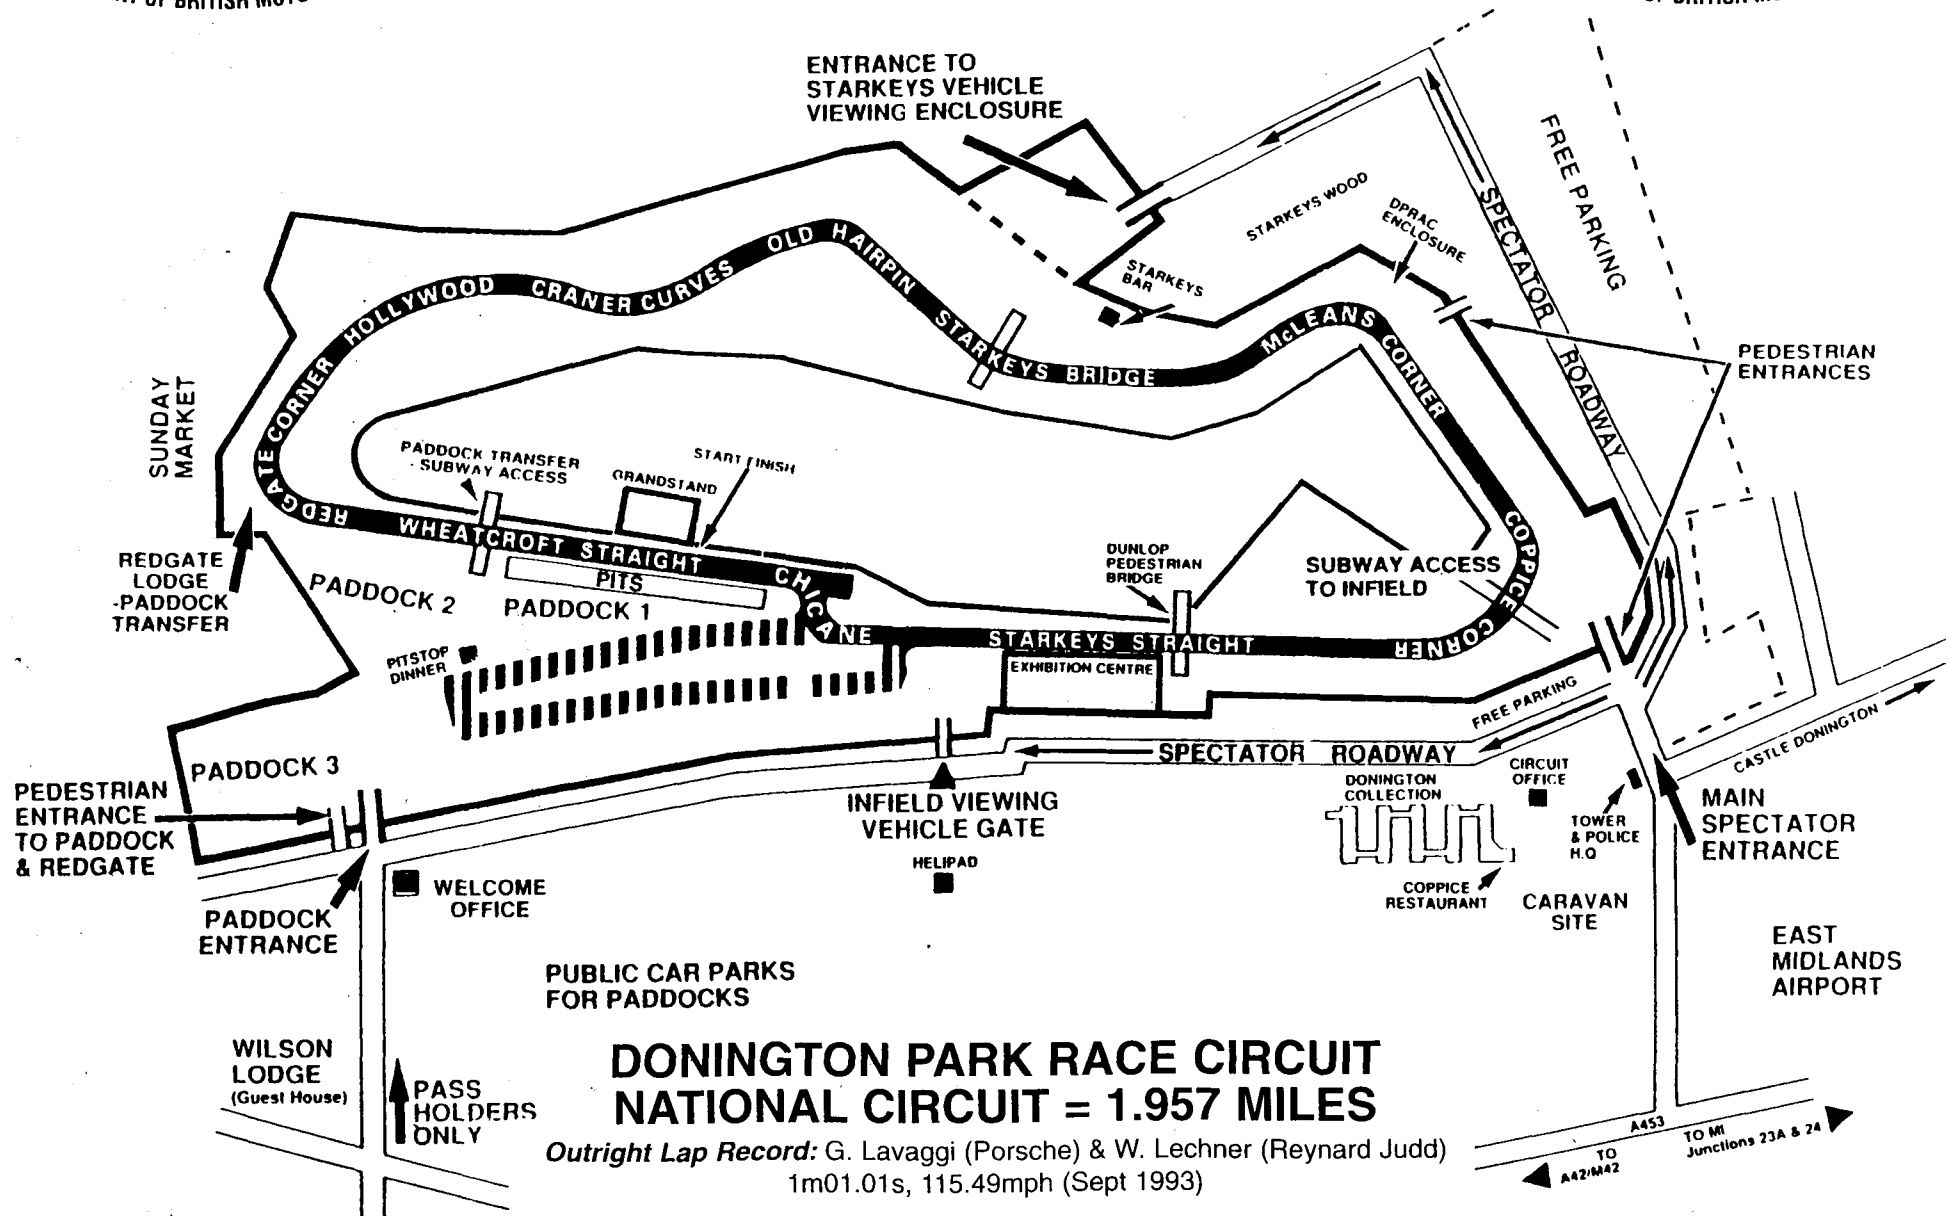 OF BRITISH
OF BRITISH
ENTRANCE TO
STARKEYS VEHICLE
VIEWING ENCLOSURE
FREE PARKING
STARKEYS WOOD
DPRAC
ENCLOSURE
SPECTATOR ROADWAY
STARKEYS
BAR
OLD HAIRPIN
CRANER CURVES
HOLLYWOOD
STARKEYS BRIDGE
McLEANS CORNER
PEDESTRIAN
ENTRANCES
SUNDAY
MARKET
REDGATE CORNER
PADDOCK TRANSFER
- SUBWAY ACCESS
GRANDSTAND
START FINISH
REDGATE
WHEATCROFT STRAIGHT
CHICANE
PITS
REDGATE
LODGE
-PADDOCK
TRANSFER
PADDOCK 2
PADDOCK 1
DUNLOP
PEDESTRIAN
BRIDGE
SUBWAY ACCESS
TO INFIELD
COPPICE CORNER
STARKEYS STRAIGHT
EXHIBITION CENTRE
PITSTOP
DINNER
FREE PARKING
CASTLE DONINGTON
SPECTATOR ROADWAY
PADDOCK 3
PEDESTRIAN
ENTRANCE
TO PADDOCK
& REDGATE
INFIELD VIEWING
VEHICLE GATE
HELIPAD
DONINGTON
COLLECTION
CIRCUIT
OFFICE
TOWER
& POLICE
H.Q
MAIN
SPECTATOR
ENTRANCE
COPPICE
RESTAURANT
CARAVAN
SITE
WELCOME
OFFICE
PADDOCK
ENTRANCE
EAST
MIDLANDS
AIRPORT
PUBLIC CAR PARKS
FOR PADDOCKS
WILSON
LODGE
(Guest House)
PASS
HOLDERS
ONLY
DONINGTON PARK RACE CIRCUIT
NATIONAL CIRCUIT = 1.957 MILES
Outright Lap Record: G. Lavaggi (Porsche) & W. Lechner (Reynard Judd)
1m01.01s, 115.49mph (Sept 1993)
A453
TO M1
Junctions 23A & 24
TO
A42/M42